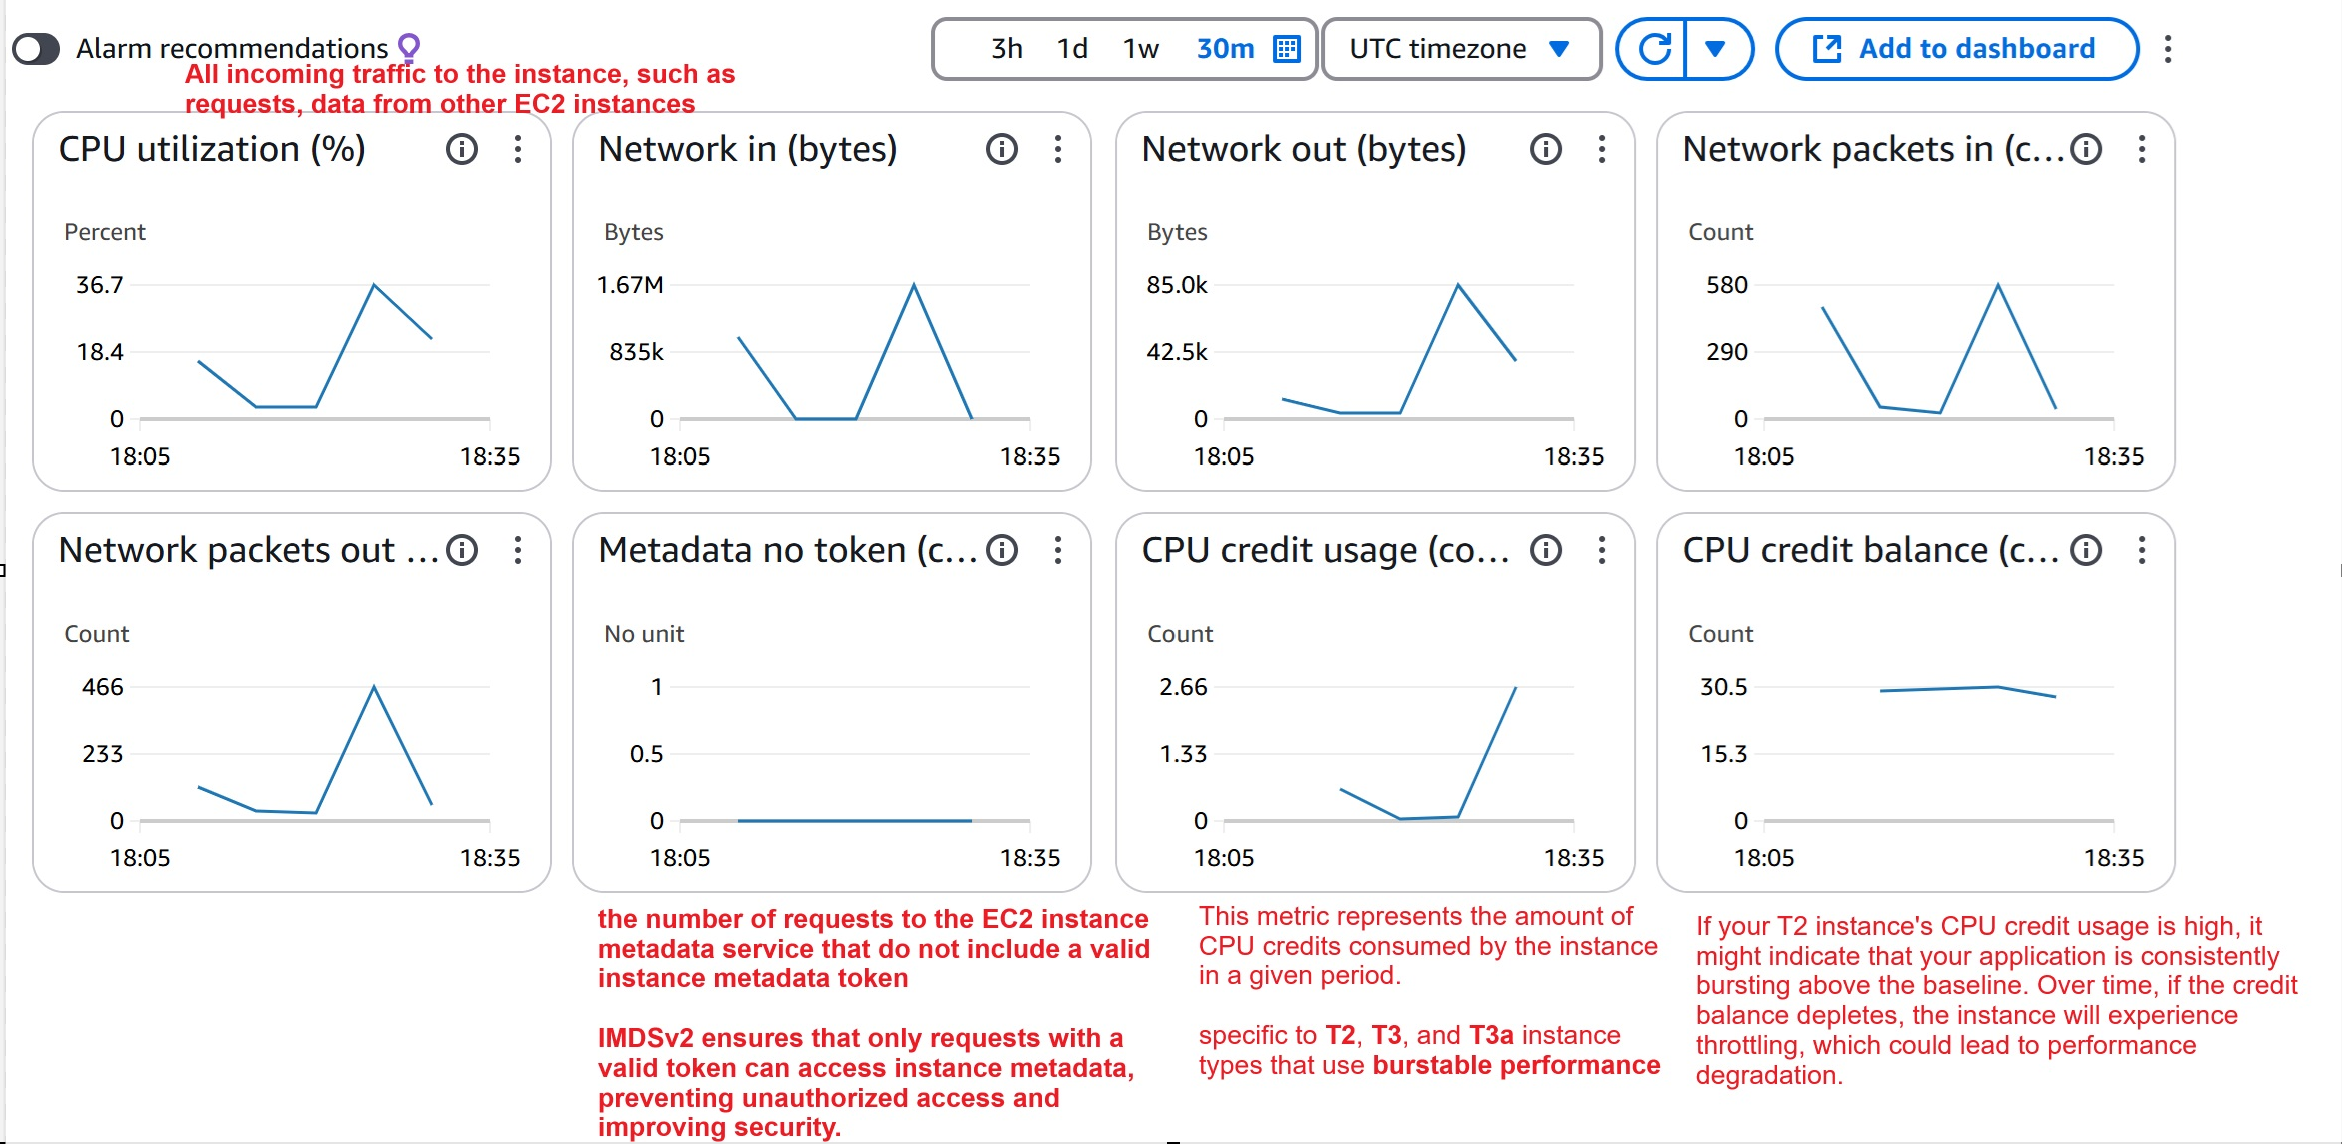 Alarm recommendations
3h 1d 1w 30m
UTC timezone
Add to dashboard
All incoming traffic to the instance, such as
requests, data from other EC2 instances
CPU utilization (%)
Percent
36.7
18.4
0
18:05 18:35
Network in (bytes)
Bytes
1.67M
835k
0
18:05 18:35
Network out (bytes)
Bytes
85.0k
42.5k
0
18:05 18:35
Network packets in (c...
Count
580
290
0
18:05 18:35
Network packets out ...
Count
466
233
0
18:05 18:35
Metadata no token (c...
No unit
1
0.5
0
18:05 18:35
CPU credit usage (co...
Count
2.66
1.33
0
18:05 18:35
CPU credit balance (c...
Count
30.5
15.3
0
18:05 18:35
the number of requests to the EC2 instance
metadata service that do not include a valid
instance metadata token
IMDSv2 ensures that only requests with a
valid token can access instance metadata,
preventing unauthorized access and
improving security.
This metric represents the amount of
CPU credits consumed by the instance
in a given period.
specific to T2, T3, and T3a instance
types that use burstable performance
If your T2 instance's CPU credit usage is high, it
might indicate that your application is consistently
bursting above the baseline. Over time, if the credit
balance depletes, the instance will experience
throttling, which could lead to performance
degradation.